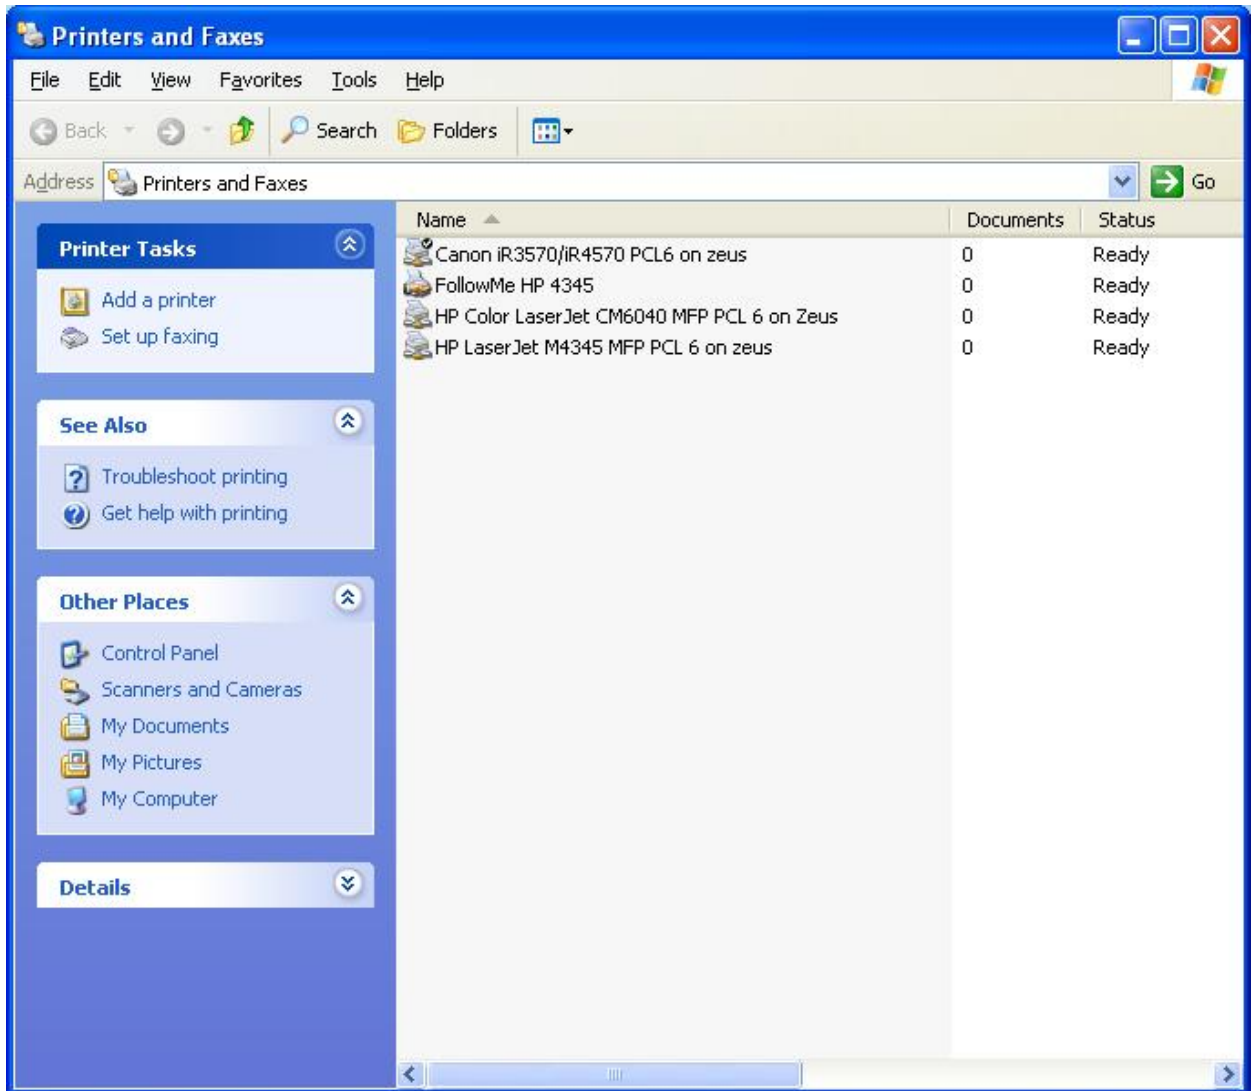 Printers and Faxes
File Edit View Favorites Tools Help
Back Search Folders
Address Printers and Faxes Go
Printer Tasks
Add a printer
Set up faxing
See Also
Troubleshoot printing
Get help with printing
Other Places
Control Panel
Scanners and Cameras
My Documents
My Pictures
My Computer
Details
Name Documents Status
Canon iR3570/iR4570 PCL6 on zeus 0 Ready
FollowMe HP 4345 0 Ready
HP Color LaserJet CM6040 MFP PCL 6 on Zeus 0 Ready
HP LaserJet M4345 MFP PCL 6 on zeus 0 Ready